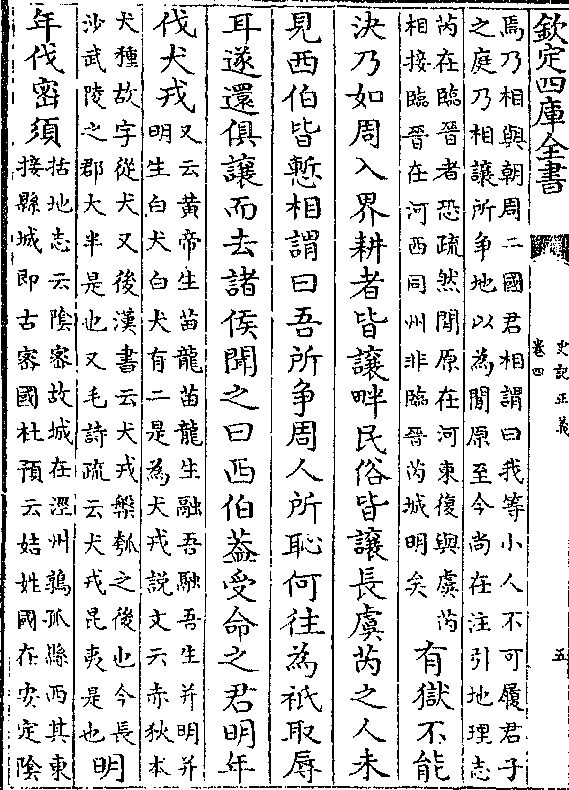 欽定四庫全書
史記正義
卷四
五
焉乃相與朝周二國君相謂曰我等小人不可履君子
之庭乃相讓所爭地以為閒原至今尚在注引地理志
芮在臨晉者恐疏然閒原在河東復與虞芮
相接臨晉在河西同州非臨晉芮城明矣
有獄不能
決乃如周入界耕者皆讓畔民俗皆讓長虞芮之人未
見西伯皆慙相謂曰吾所爭周人所恥何往為袛取辱
耳遂還俱讓而去諸侯聞之曰西伯葢受命之君明年
伐犬戎
又云黄帝生苗龍苗龍生融吾融吾生并明并
明生白犬白犬有二是為犬戎說文云赤狄本
犬種故字從犬又後漢書云犬戎槃瓠之後也今長
沙武陵之郡大半是也又毛詩疏云犬戎昆夷是也
明
年伐密須
括地志云隂密故城在涇州鶉孤縣西其東
接縣城即古密國杜預云姞姓國在安定隂